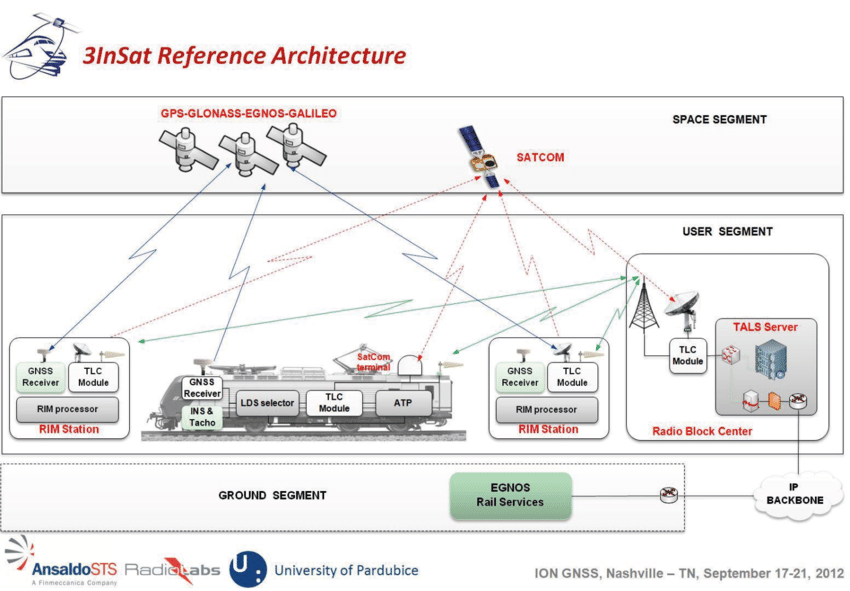 3InSat Reference Architecture
GPS-GLONASS-EGNOS-GALILEO
SPACE SEGMENT
SATCOM
USER SEGMENT
TALS Server
TLC
Module
Radio Block Center
GNSS
Receiver
TLC
Module
RIM processor
RIM Station
GNSS
Receiver
INS &
Tacho
LDS selector
TLC
Module
SatCom
terminal
ATP
GNSS
Receiver
TLC
Module
RIM processor
RIM Station
GROUND SEGMENT
EGNOS
Rail Services
IP
BACKBONE
AnsaldoSTS
A Finmeccanica Company
RadioLabs
U:
University of Pardubice
ION GNSS, Nashville – TN, September 17-21, 2012